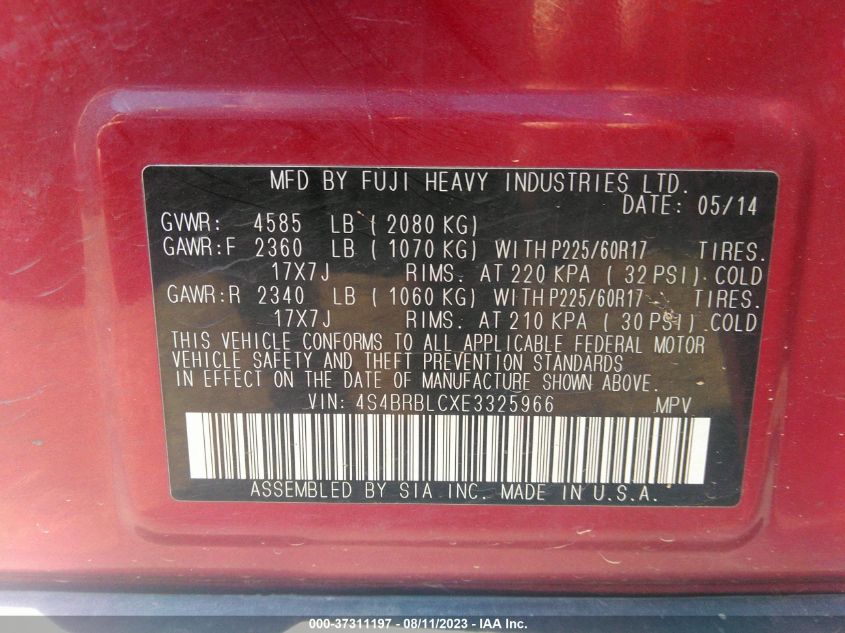 MFD BY FUJI HEAVY INDUSTRIES LTD.
DATE: 05/14
GVWR: 4585 LB ( 2080 KG)
GAWR:F 2360 LB ( 1070 KG) WITH P225/60R17 TIRES.
17X7J RIMS. AT 220 KPA ( 32 PSI) COLD
GAWR:R 2340 LB ( 1060 KG) WITH P225/60R17 TIRES.
17X7J RIMS. AT 210 KPA ( 30 PSI) COLD
THIS VEHICLE CONFORMS TO ALL APPLICABLE FEDERAL MOTOR
VEHICLE SAFETY AND THEFT PREVENTION STANDARDS
IN EFFECT ON THE DATE OF MANUFACTURE SHOWN ABOVE.
VIN: 4S4BRBLCXE3325966 MPV
ASSEMBLED BY SIA INC. MADE IN U.S.A.
000-37311197 - 08/11/2023 - IAA Inc.